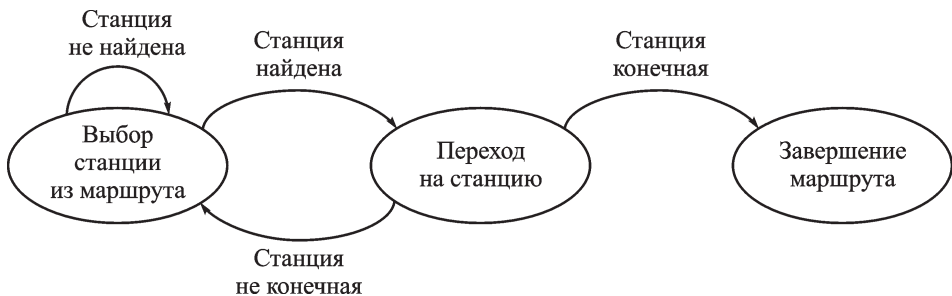 Станция
не найдена
Станция
найдена
Станция
конечная
Выбор
станции
из маршрута
Переход
на станцию
Завершение
маршрута
Станция
не конечная